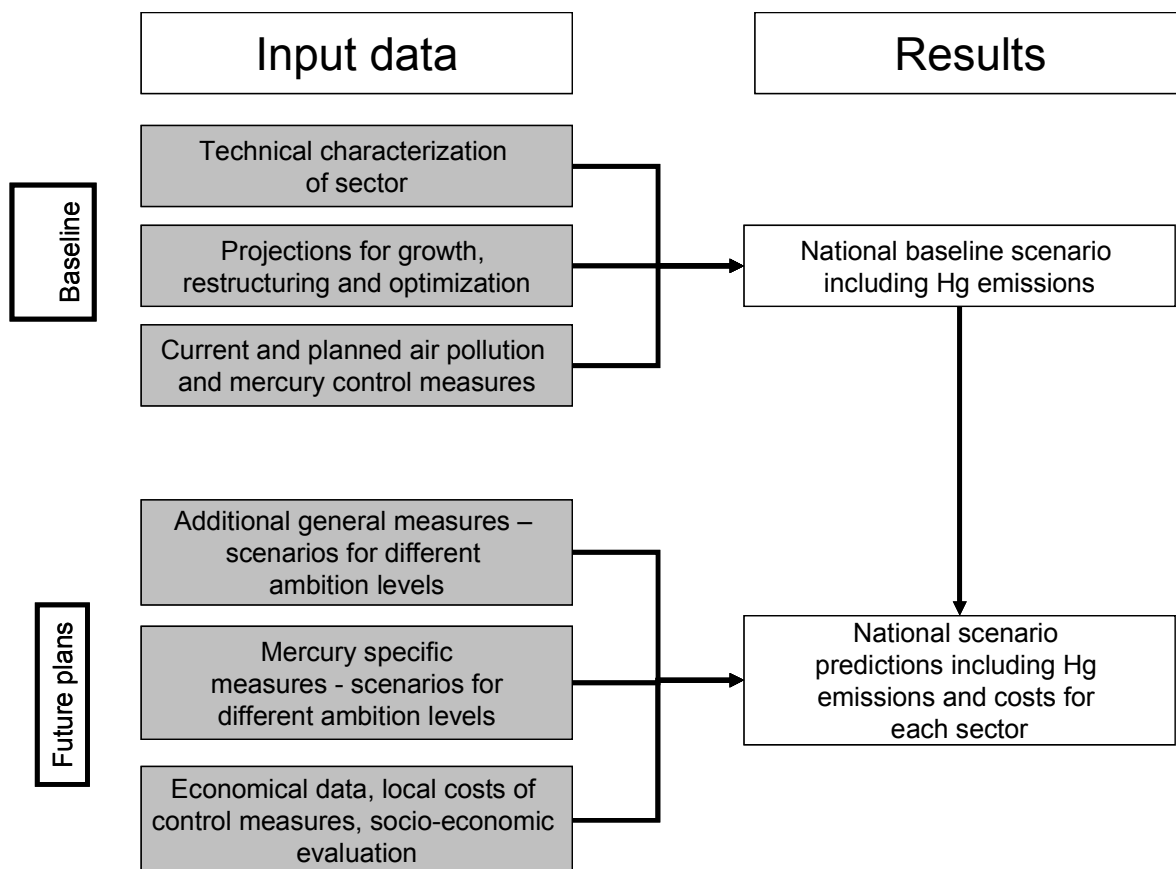 Input data
Results
Baseline
Technical characterization
of sector
Projections for growth,
restructuring and optimization
Current and planned air pollution
and mercury control measures
National baseline scenario
including Hg emissions
Future plans
Additional general measures –
scenarios for different
ambition levels
Mercury specific
measures - scenarios for
different ambition levels
Economical data, local costs of
control measures, socio-economic
evaluation
National scenario
predictions including Hg
emissions and costs for
each sector